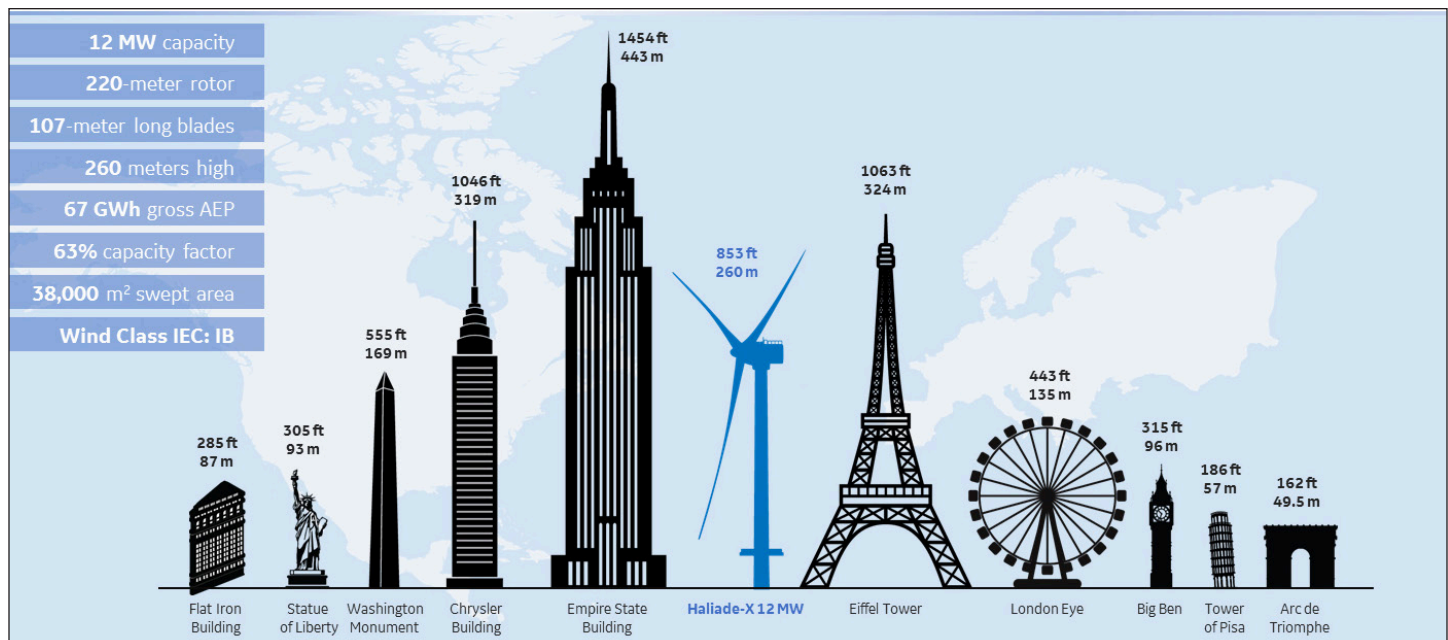 12 MW capacity
220-meter rotor
107-meter long blades
260 meters high
67 GWh gross AEP
63% capacity factor
38,000 m² swept area
Wind Class IEC: IB
285 ft
87 m
305 ft
93 m
555 ft
169 m
1046 ft
319 m
1454 ft
443 m
853 ft
260 m
1063 ft
324 m
443 ft
135 m
315 ft
96 m
186 ft
57 m
162 ft
49.5 m
Flat Iron
Building
Statue
of Liberty
Washington
Monument
Chrysler
Building
Empire State
Building
Haliade-X 12 MW
Eiffel Tower
London Eye
Big Ben
Tower
of Pisa
Arc de
Triomphe